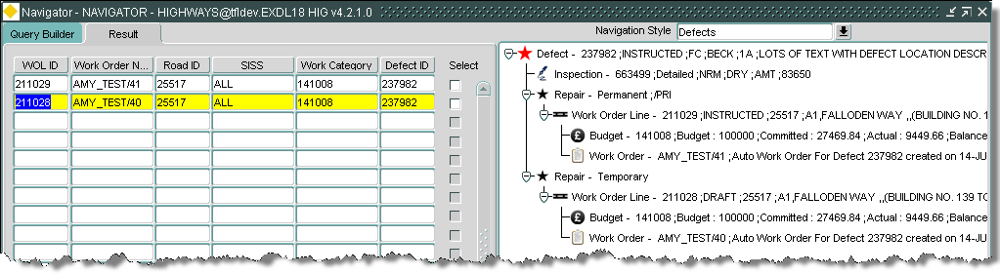 Navigator - NAVIGATOR - HIGHWAYS@tfldev.EXDL18 HIG v4.2.1.0
Query Builder
Result
Navigation Style
Defects
WOL ID
Work Order N...
Road ID
SISS
Work Category
Defect ID
Select
211029
AMY_TEST/41
25517
ALL
141008
237982
211028
AMY_TEST/40
25517
ALL
141008
237982
Defect - 237982 ;INSTRUCTED ;FC ;BECK ;1A ;LOTS OF TEXT WITH DEFECT LOCATION DESCR
Inspection - 663499 ;Detailed ;NRM ;DRY ;AMT ;83650
Repair - Permanent ;/PRI
Work Order Line - 211029 ;INSTRUCTED ;25517 ;A1,FALLODEN WAY ,,(BUILDING NO. 1
Budget - 141008 ;Budget : 100000 ;Committed : 27469.84 ;Actual : 9449.66 ;Balance
Work Order - AMY_TEST/41 ;Auto Work Order For Defect 237982 created on 14-JU
Repair - Temporary
Work Order Line - 211028 ;DRAFT ;25517 ;A1,FALLODEN WAY ,,(BUILDING NO. 139 TO
Budget - 141008 ;Budget : 100000 ;Committed : 27469.84 ;Actual : 9449.66 ;Balance
Work Order - AMY_TEST/40 ;Auto Work Order For Defect 237982 created on 14-JU